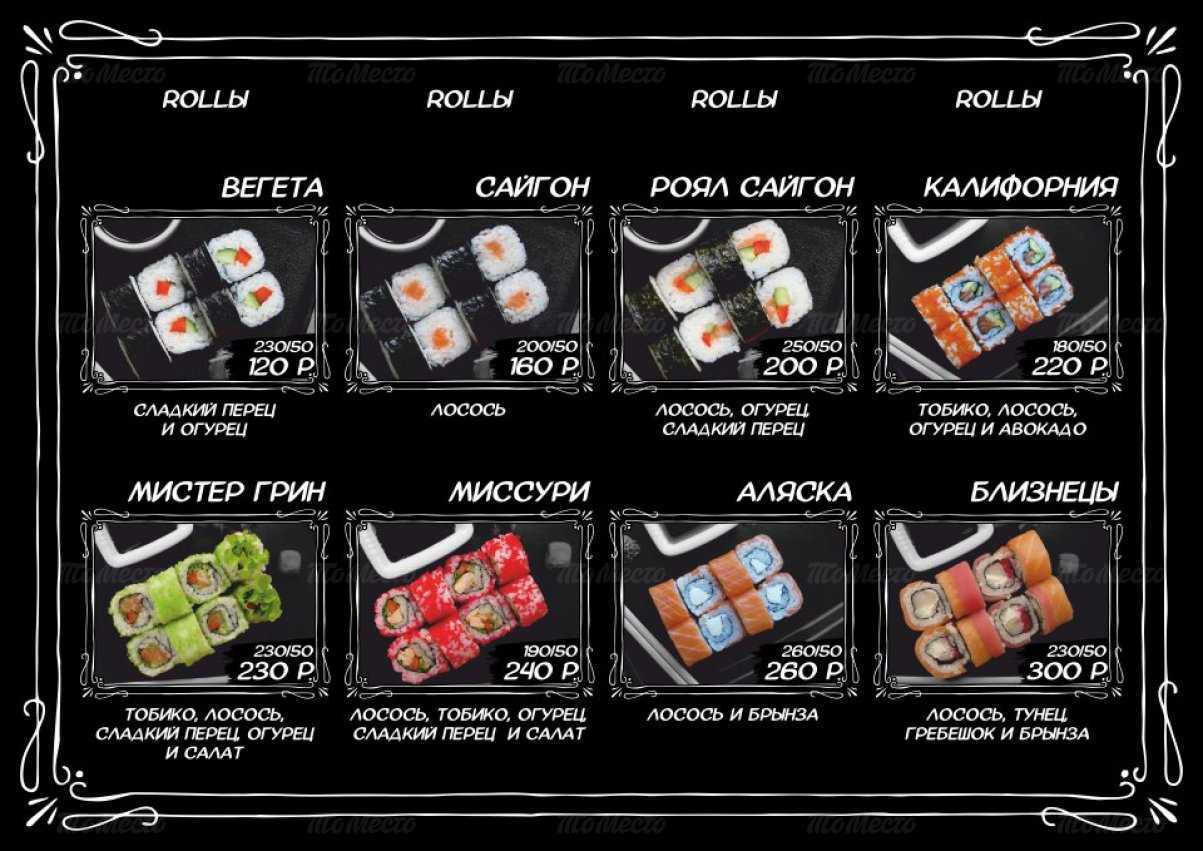 ROLLЫ
ROLLЫ
ROLLЫ
ROLLЫ
ВЕГЕТА
230/50
120 Р.
СЛАДКИЙ ПЕРЕЦ
И ОГУРЕЦ
САЙГОН
200/50
160 Р.
ЛОСОСЬ
РОЯЛ САЙГОН
250/50
200 Р.
ЛОСОСЬ, ОГУРЕЦ,
СЛАДКИЙ ПЕРЕЦ
КАЛИФОРНИЯ
180/50
220 Р.
ТОБИКО, ЛОСОСЬ,
ОГУРЕЦ И АВОКАДО
МИСТЕР ГРИН
230/50
230 Р.
ТОБИКО, ЛОСОСЬ,
СЛАДКИЙ ПЕРЕЦ, ОГУРЕЦ
И САЛАТ
МИССУРИ
190/50
240 Р.
ЛОСОСЬ, ТОБИКО, ОГУРЕЦ,
СЛАДКИЙ ПЕРЕЦ И САЛАТ
АЛЯСКА
260/50
260 Р.
ЛОСОСЬ И БРЫНЗА
БЛИЗНЕЦЫ
230/50
300 Р.
ЛОСОСЬ, ТУНЕЦ,
ГРЕБЕШОК И БРЫНЗА
ТоМесто